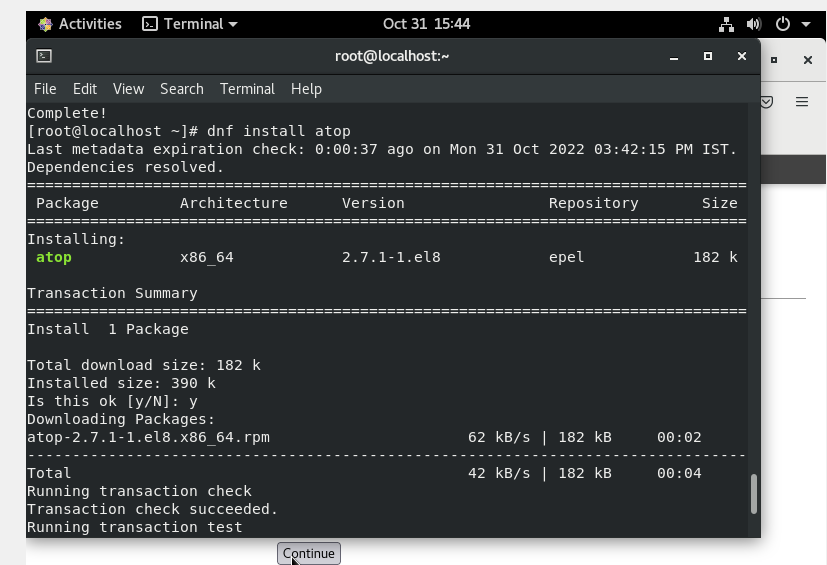 Activities Terminal Oct 31 15:44
root@localhost:~
File Edit View Search Terminal Help
Complete!
[root@localhost ~]# dnf install atop
Last metadata expiration check: 0:00:37 ago on Mon 31 Oct 2022 03:42:15 PM IST.
Dependencies resolved.
================================================================================
Package Architecture Version Repository Size
================================================================================
Installing:
atop x86_64 2.7.1-1.el8 epel 182 k
Transaction Summary
================================================================================
Install  1 Package
Total download size: 182 k
Installed size: 390 k
Is this ok [y/N]: y
Downloading Packages:
atop-2.7.1-1.el8.x86_64.rpm 62 kB/s | 182 kB 00:02
--------------------------------------------------------------------------------
Total 42 kB/s | 182 kB 00:04
Running transaction check
Transaction check succeeded.
Running transaction test
Continue